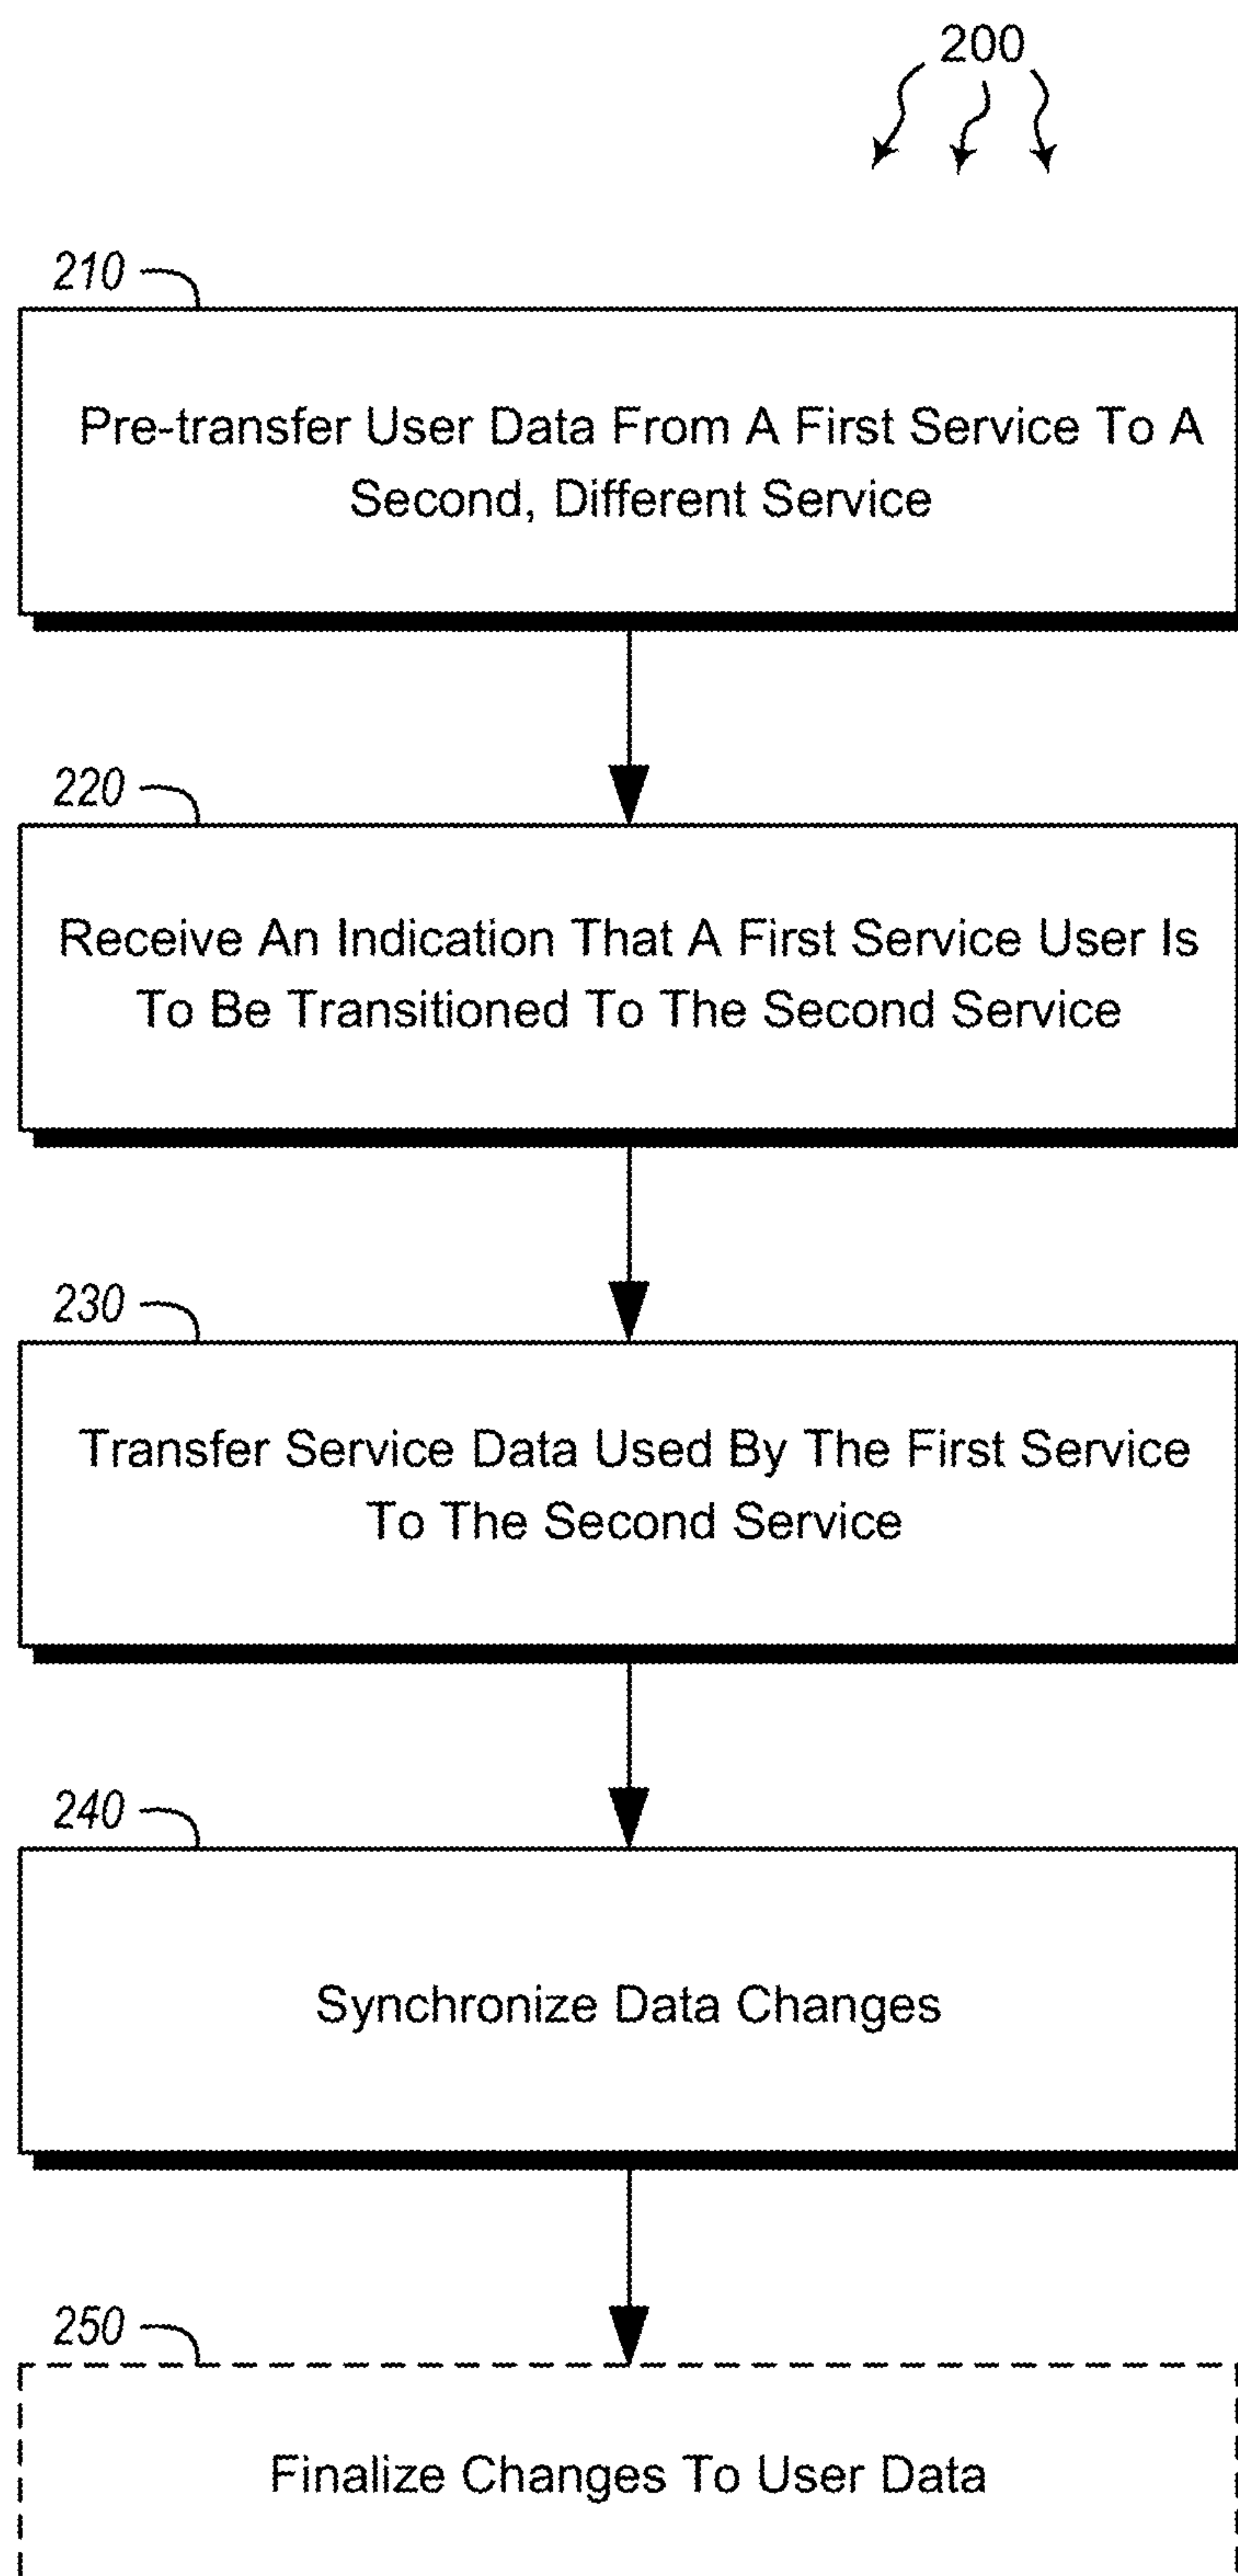 200
210
Pre-transfer User Data From A First Service To A
Second, Different Service
220
Receive An Indication That A First Service User Is
To Be Transitioned To The Second Service
230
Transfer Service Data Used By The First Service
To The Second Service
240
Synchronize Data Changes
250
Finalize Changes To User Data